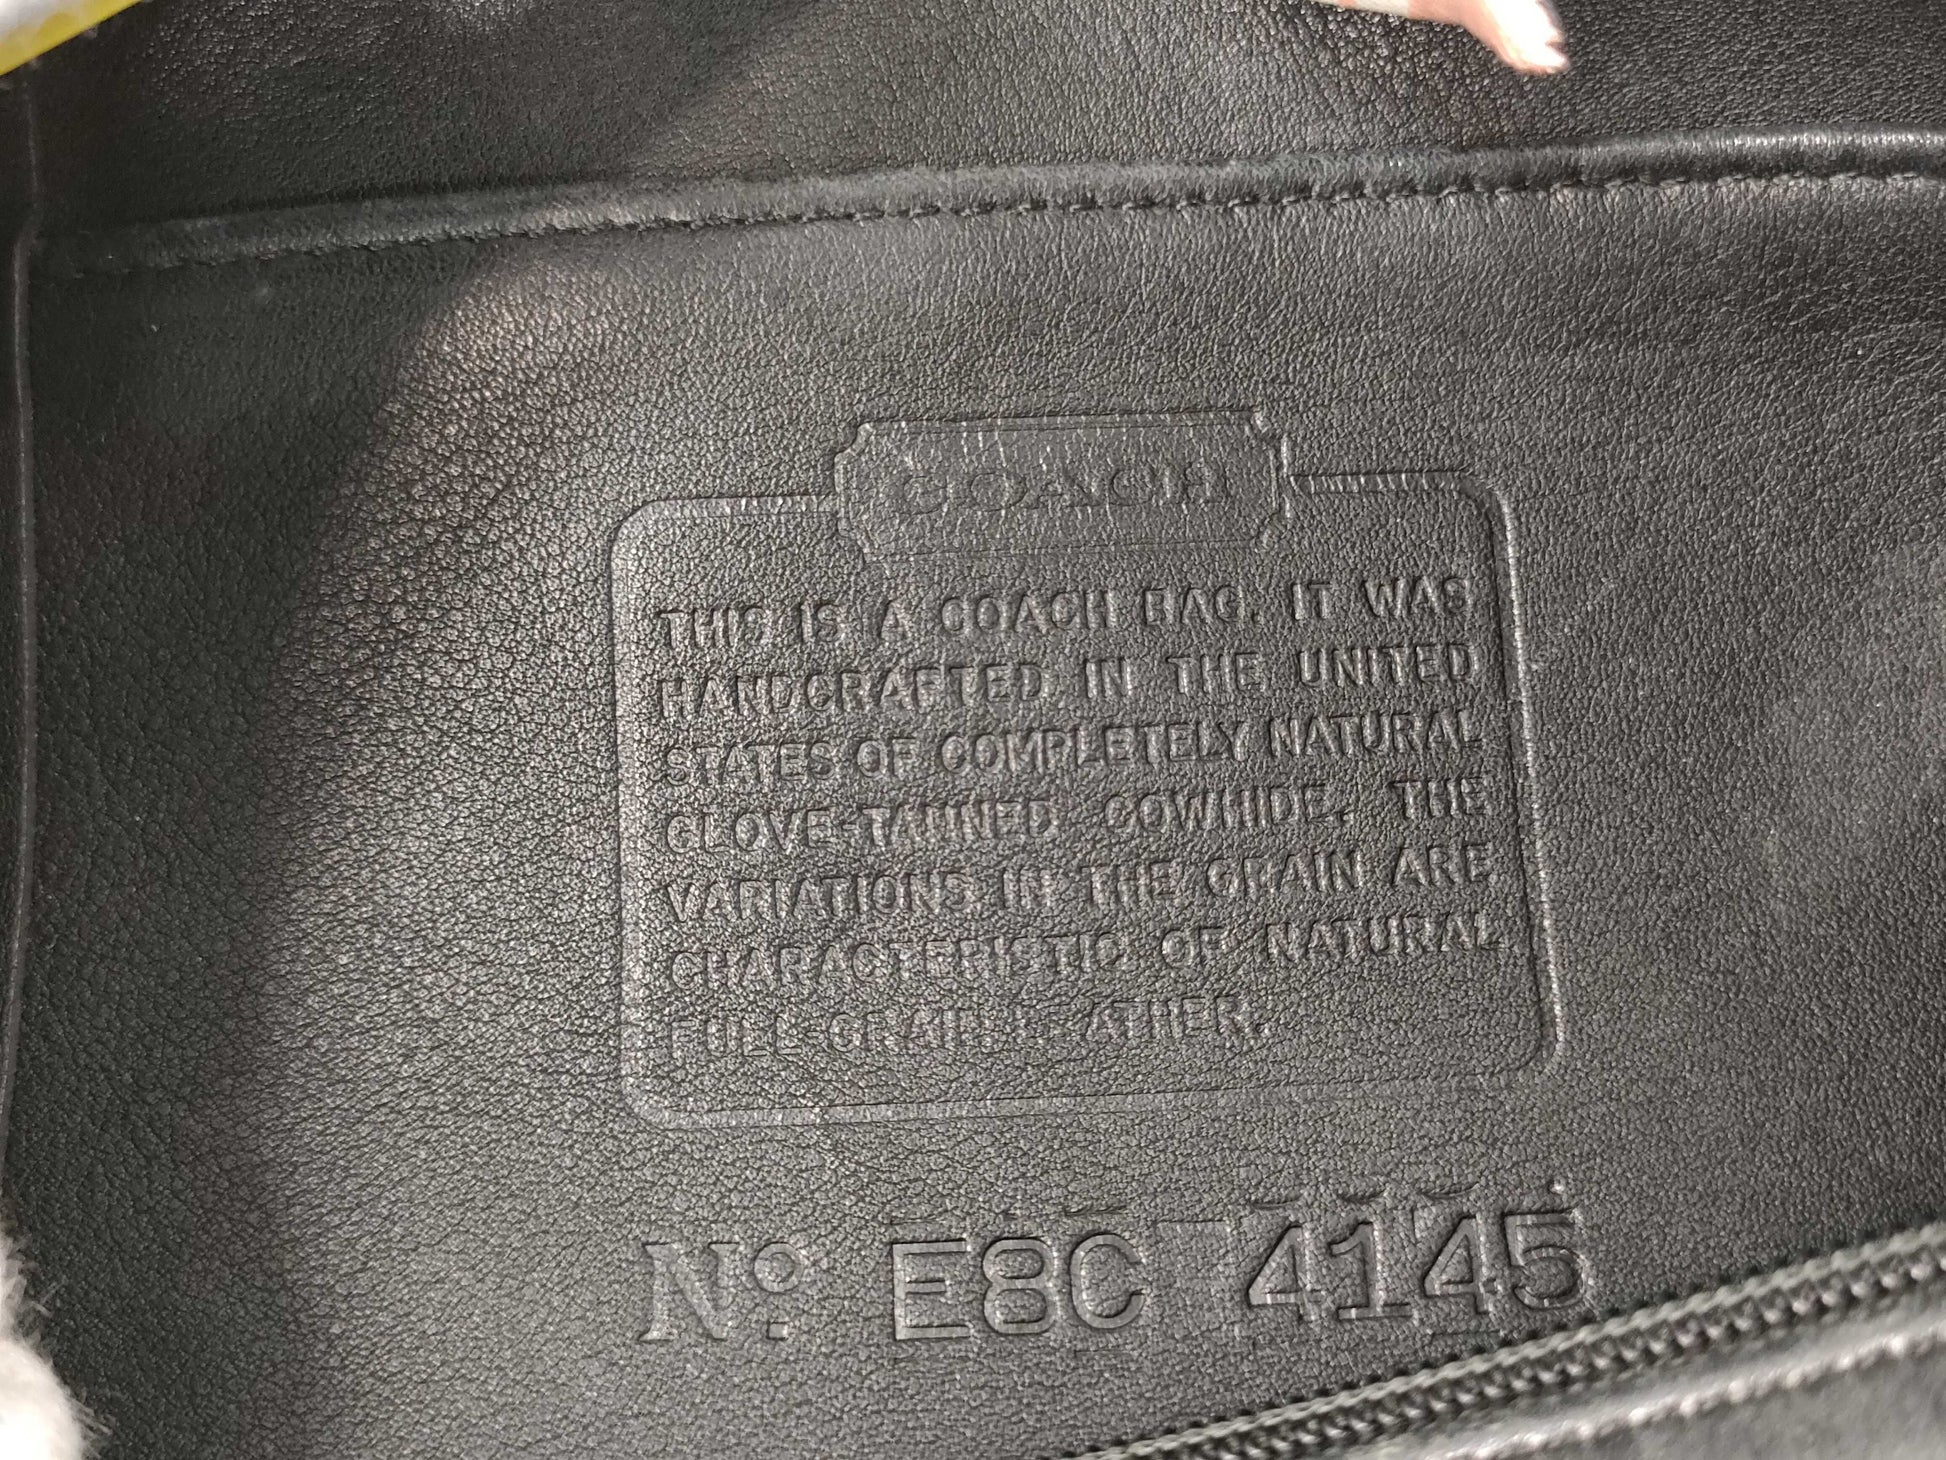 COACH
THIS IS A COACH BAG. IT WAS
HANDCRAFTED IN THE UNITED
STATES OF COMPLETELY NATURAL
GLOVE-TANNED COWHIDE. THE
VARIATIONS IN THE GRAIN ARE
CHARACTERISTIC OF NATURAL
FULL-GRAIN LEATHER.
No E8C 4145